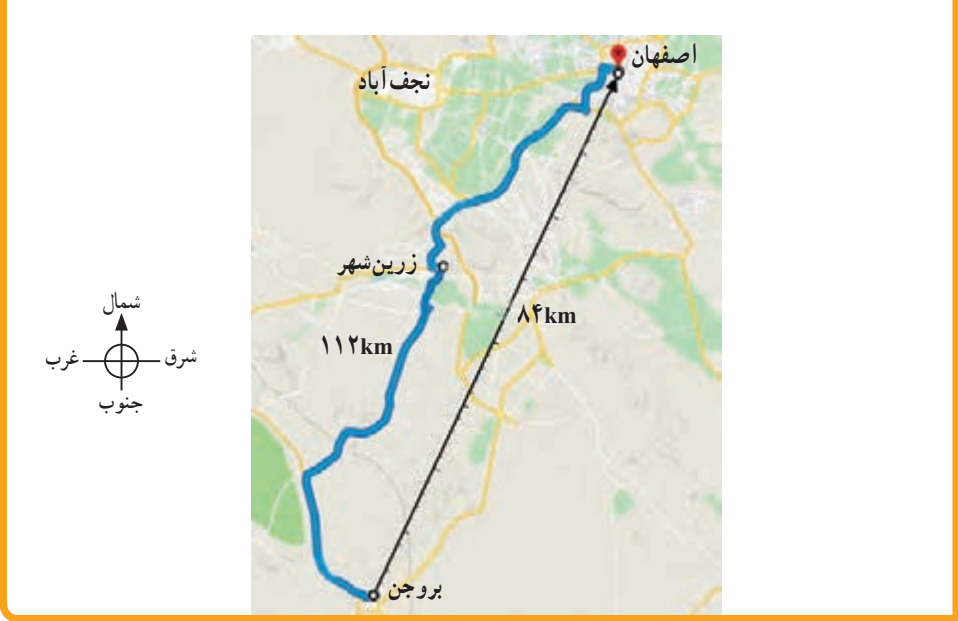 اصفهان
نجف‌آباد
زرین‌شهر
۸۴km
۱۱۲km
شمال
شرق
غرب
جنوب
بروجن